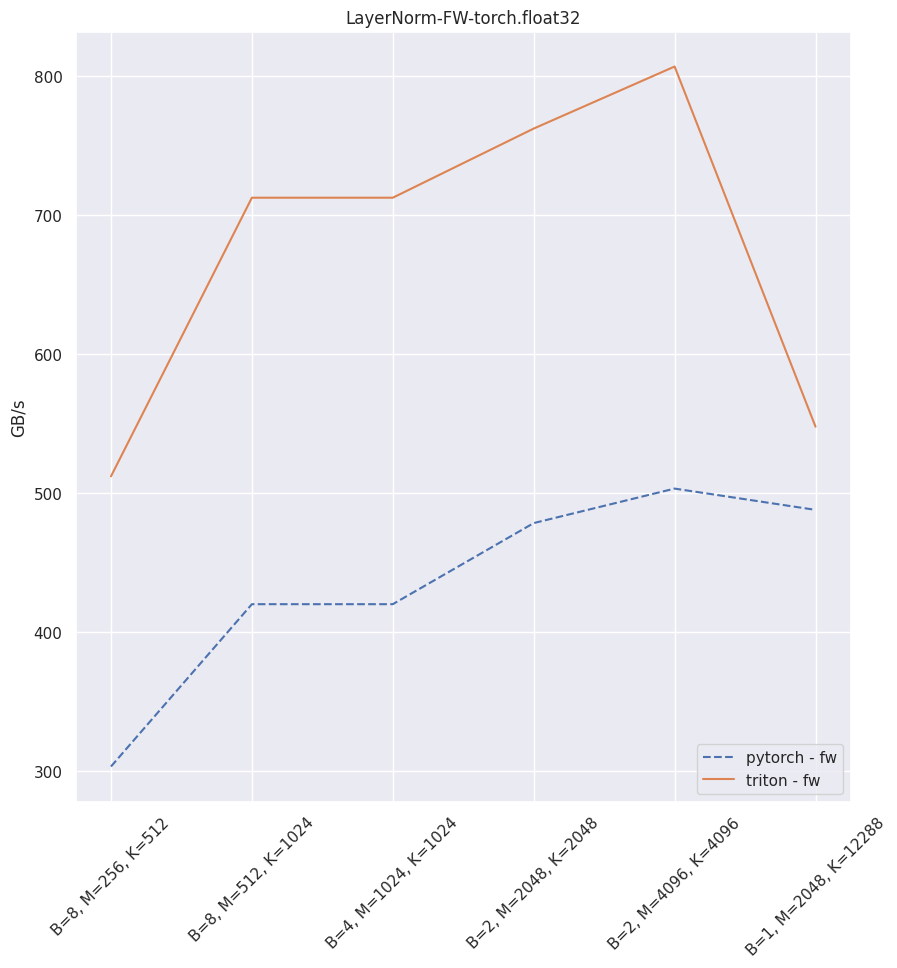 LayerNorm-FW-torch.float32
800
700
600
500
400
300
GB/s
pytorch - fw
triton - fw
B=8, M=256, K=512
B=8, M=512, K=1024
B=4, M=1024, K=1024
B=2, M=2048, K=2048
B=2, M=4096, K=4096
B=1, M=2048, K=12288